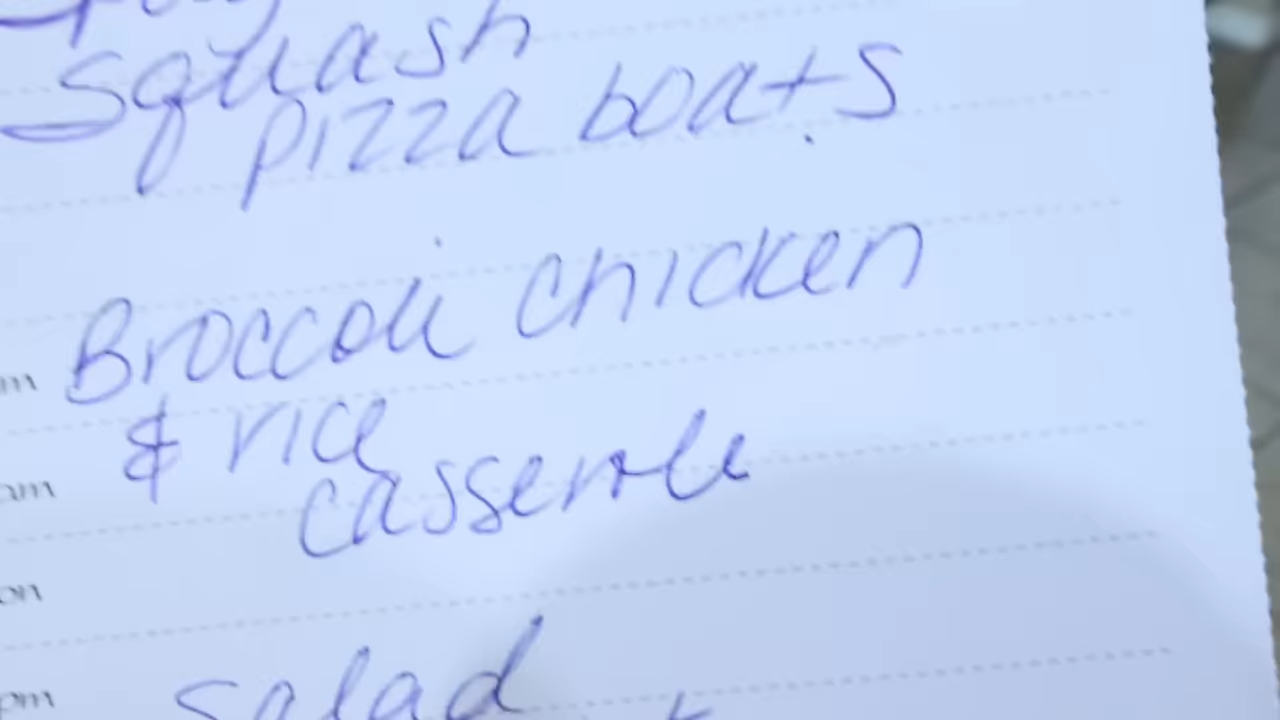 squash
pizza boats
Broccoli chicken
& rice
casserole
salad